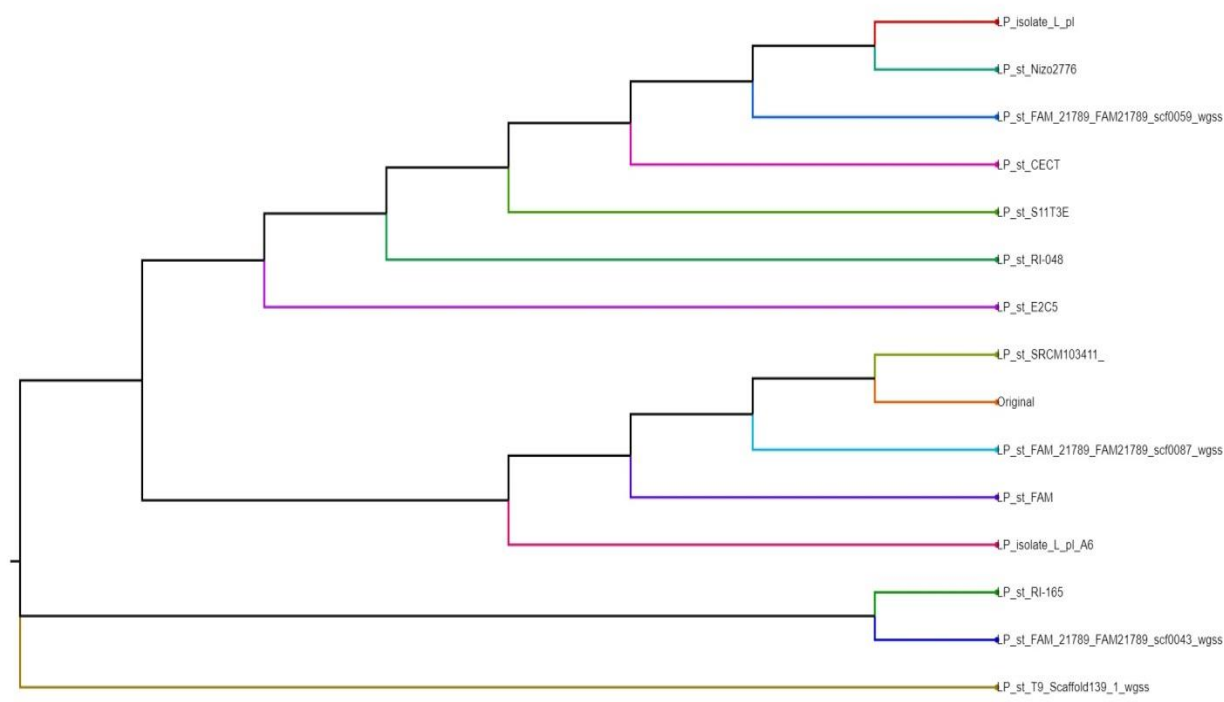 LP_isolate_L_pl
LP_st_Nizo2776
LP_st_FAM_21789_FAM21789_scf0059_wgss
LP_st_CECT
LP_st_S11T3E
LP_st_RI-048
LP_st_E2C5
LP_st_SRCM103411_
Original
LP_st_FAM_21789_FAM21789_scf0087_wgss
LP_st_FAM
LP_isolate_L_pl_A6
LP_st_RI-165
LP_st_FAM_21789_FAM21789_scf0043_wgss
LP_st_T9_Scaffold139_1_wgss